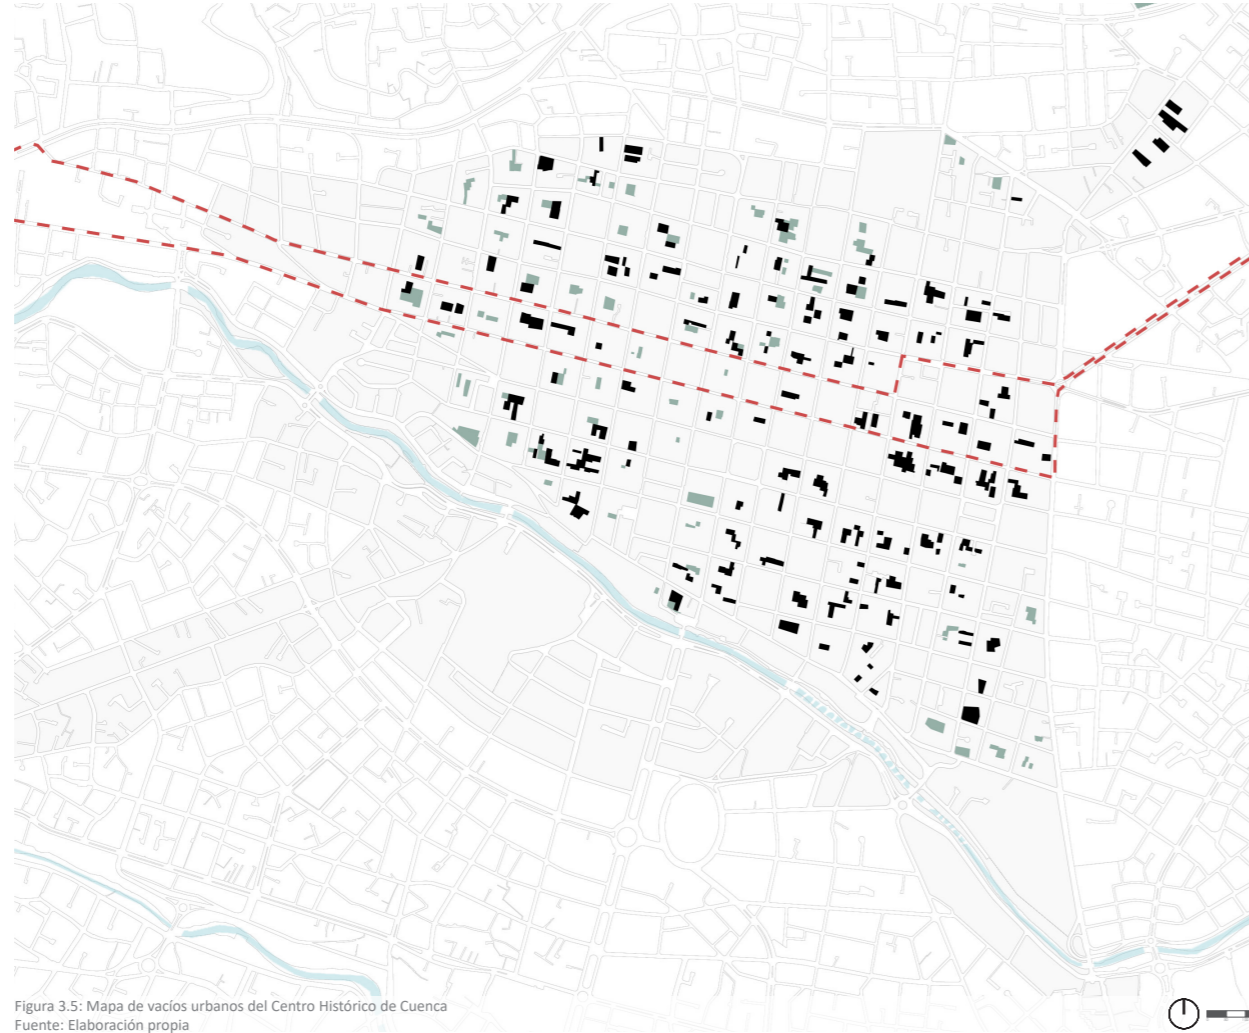 Figura 3.5: Mapa de vacíos urbanos del Centro Histórico de Cuenca
Fuente: Elaboración propia